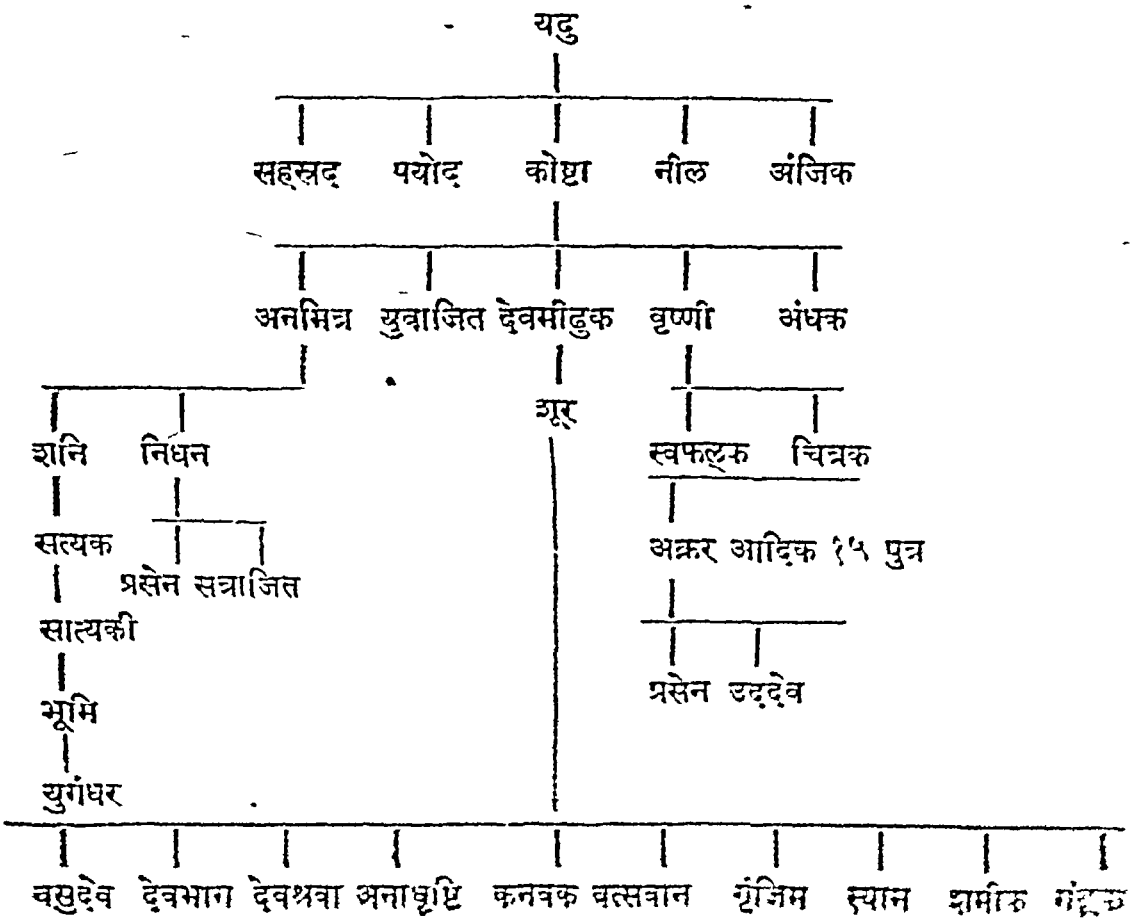 यदु
सहस्रद् पयोद कोष्टा नील अंजिक
अनमित्र युवाजित देवमीढुक वृष्णी अंधक
शूर
शनि निधन स्वफल्क चित्रक
सत्यक अक्रर आदिक १५ पुत्र
प्रसेन सत्राजित
सात्यकी
प्रसेन उद्देव
भूमि
युगंधर
वसुदेव देवभाग देवश्रवा अनाधृष्टि कनवक वत्सवान गृंजिम स्यान शमीक